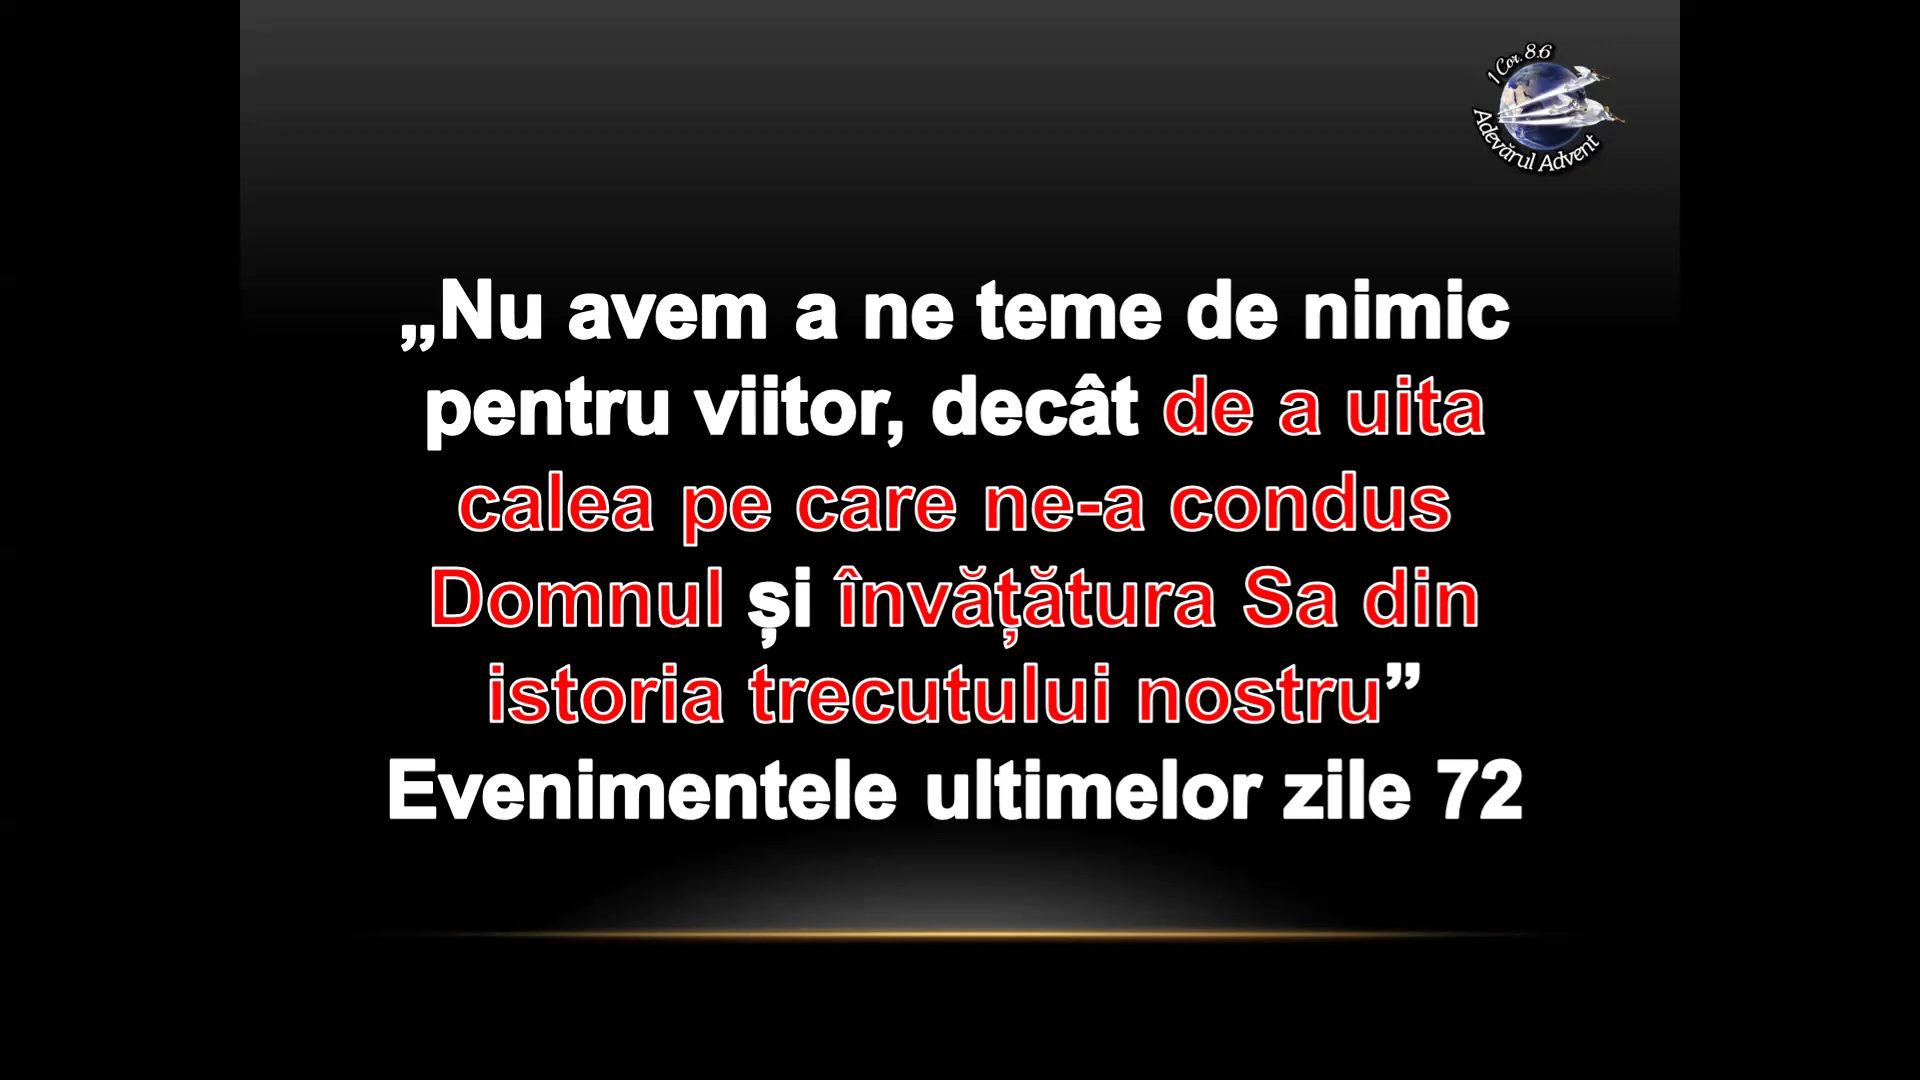 1 Cor. 8:6
Adevărul Advent
„Nu avem a ne teme de nimic
pentru viitor, decât de a uita
calea pe care ne-a condus
Domnul și învățătura Sa din
istoria trecutului nostru”
Evenimentele ultimelor zile 72